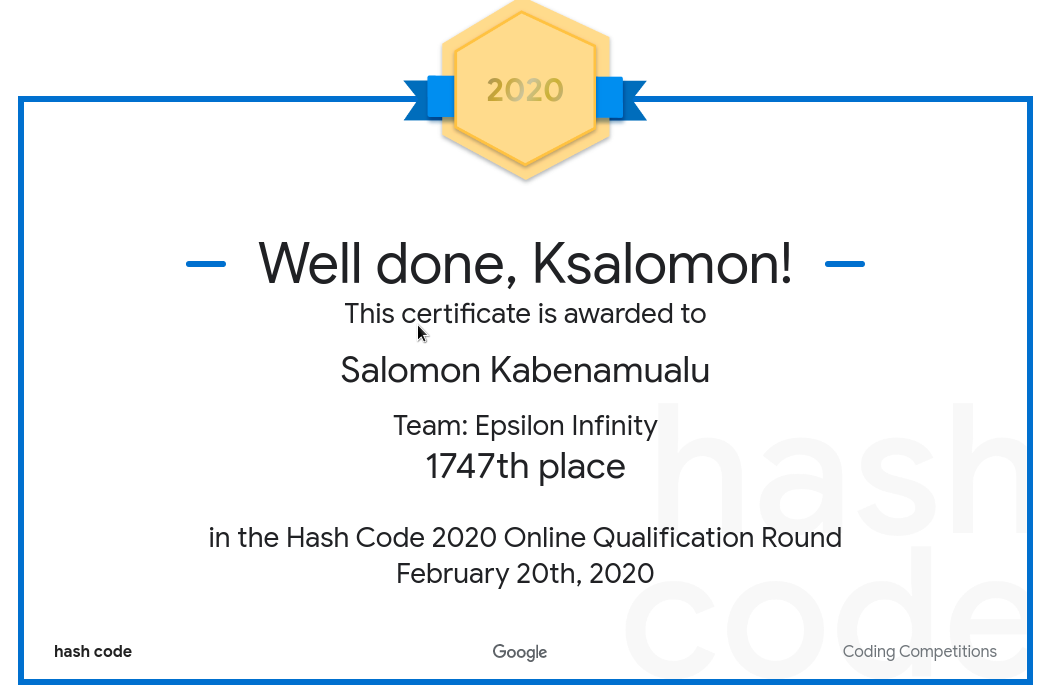 2020
Well done, Ksalomon!
This certificate is awarded to
Salomon Kabenamualu
Team: Epsilon Infinity
1747th place
in the Hash Code 2020 Online Qualification Round
February 20th, 2020
hash
code
hash code
Google
Coding Competitions